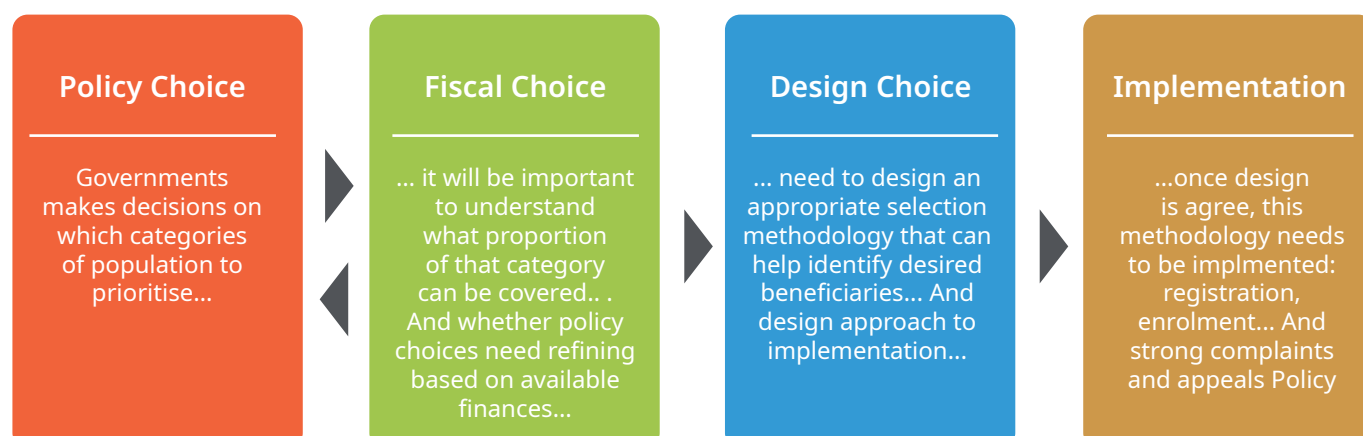 Policy Choice
Governments
makes decisions on
which categories
of population to
prioritise...
Fiscal Choice
... it will be important
to understand
what proportion
of that category
can be covered.. .
And whether policy
choices need refining
based on available
finances...
Design Choice
... need to design an
appropriate selection
methodology that can
help identify desired
beneficiaries... And
design approach to
implementation...
Implementation
...once design
is agree, this
methodology needs
to be implmented:
registration,
enrolment... And
strong complaints
and appeals Policy